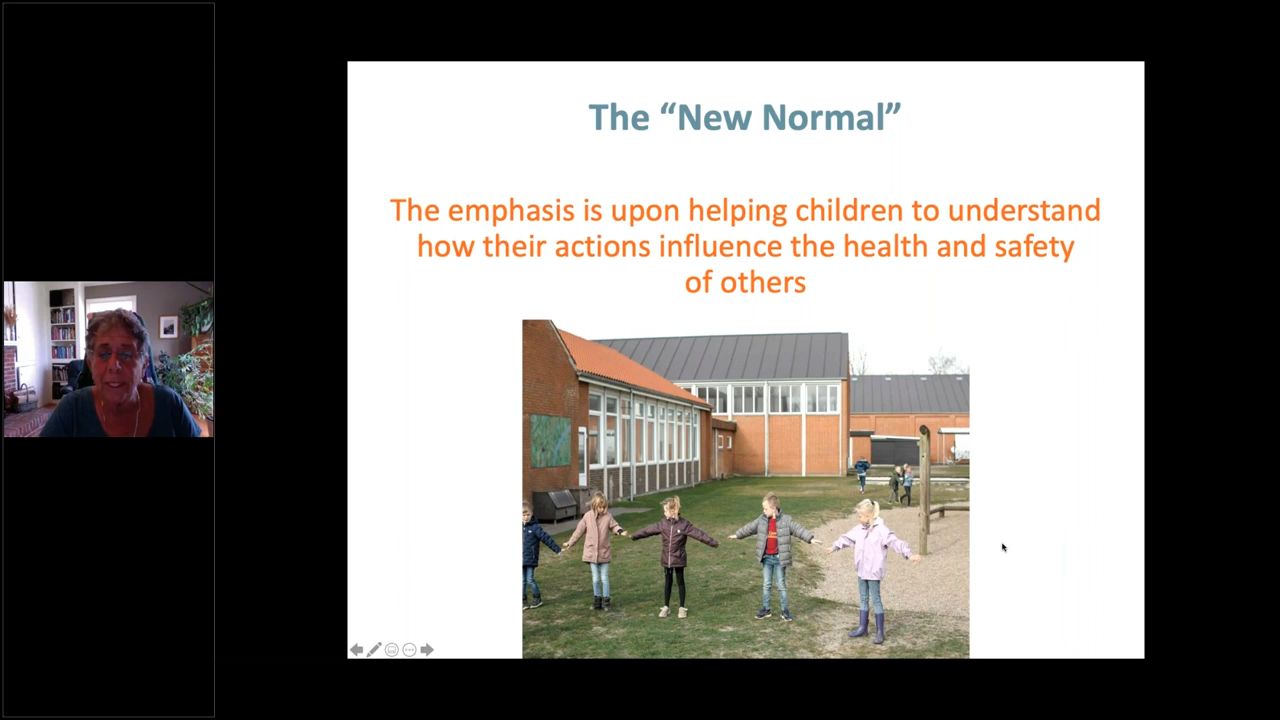 The “New Normal”
The emphasis is upon helping children to understand
how their actions influence the health and safety
of others